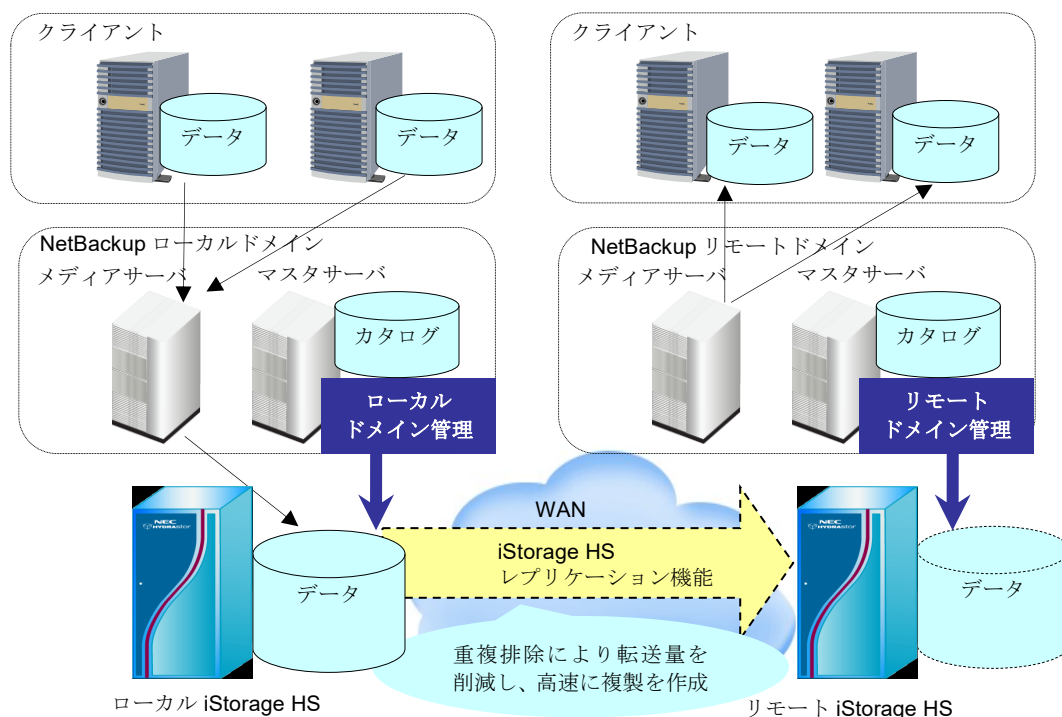 クライアント
データ
データ
NetBackup ローカルドメイン
メディアサーバ
マスタサーバ
カタログ
ローカル
ドメイン管理
NEC
HYDRAstor
データ
ローカル iStorage HS
WAN
iStorage HS
レプリケーション機能
重複排除により転送量を
削減し、高速に複製を作成
クライアント
データ
データ
NetBackup リモートドメイン
メディアサーバ
マスタサーバ
カタログ
リモート
ドメイン管理
NEC
HYDRAstor
データ
リモート iStorage HS